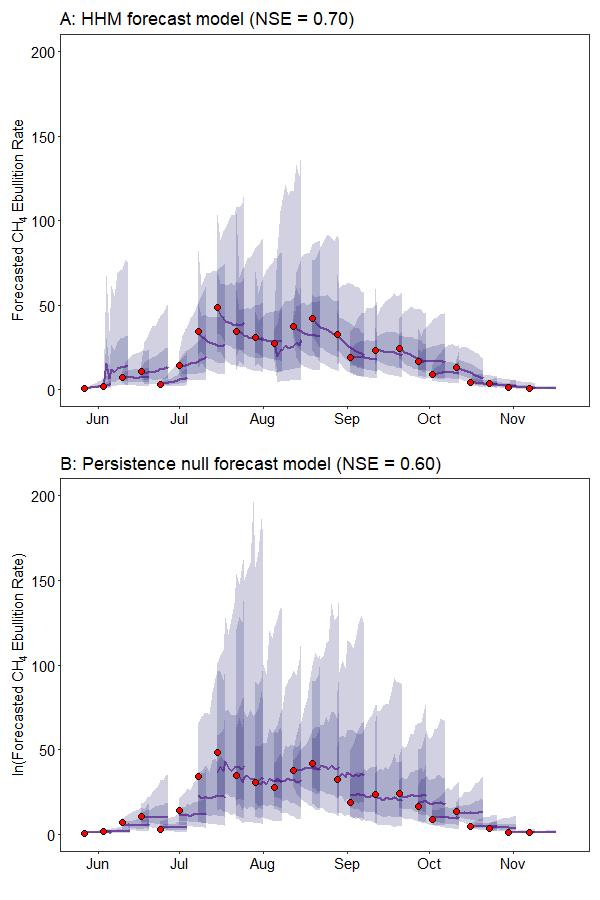 A: HHM forecast model (NSE = 0.70)
200
150
100
50
0
Forecasted CH4 Ebullition Rate
Jun Jul Aug Sep Oct Nov
B: Persistence null forecast model (NSE = 0.60)
200
150
100
50
0
ln(Forecasted CH4 Ebullition Rate)
Jun Jul Aug Sep Oct Nov